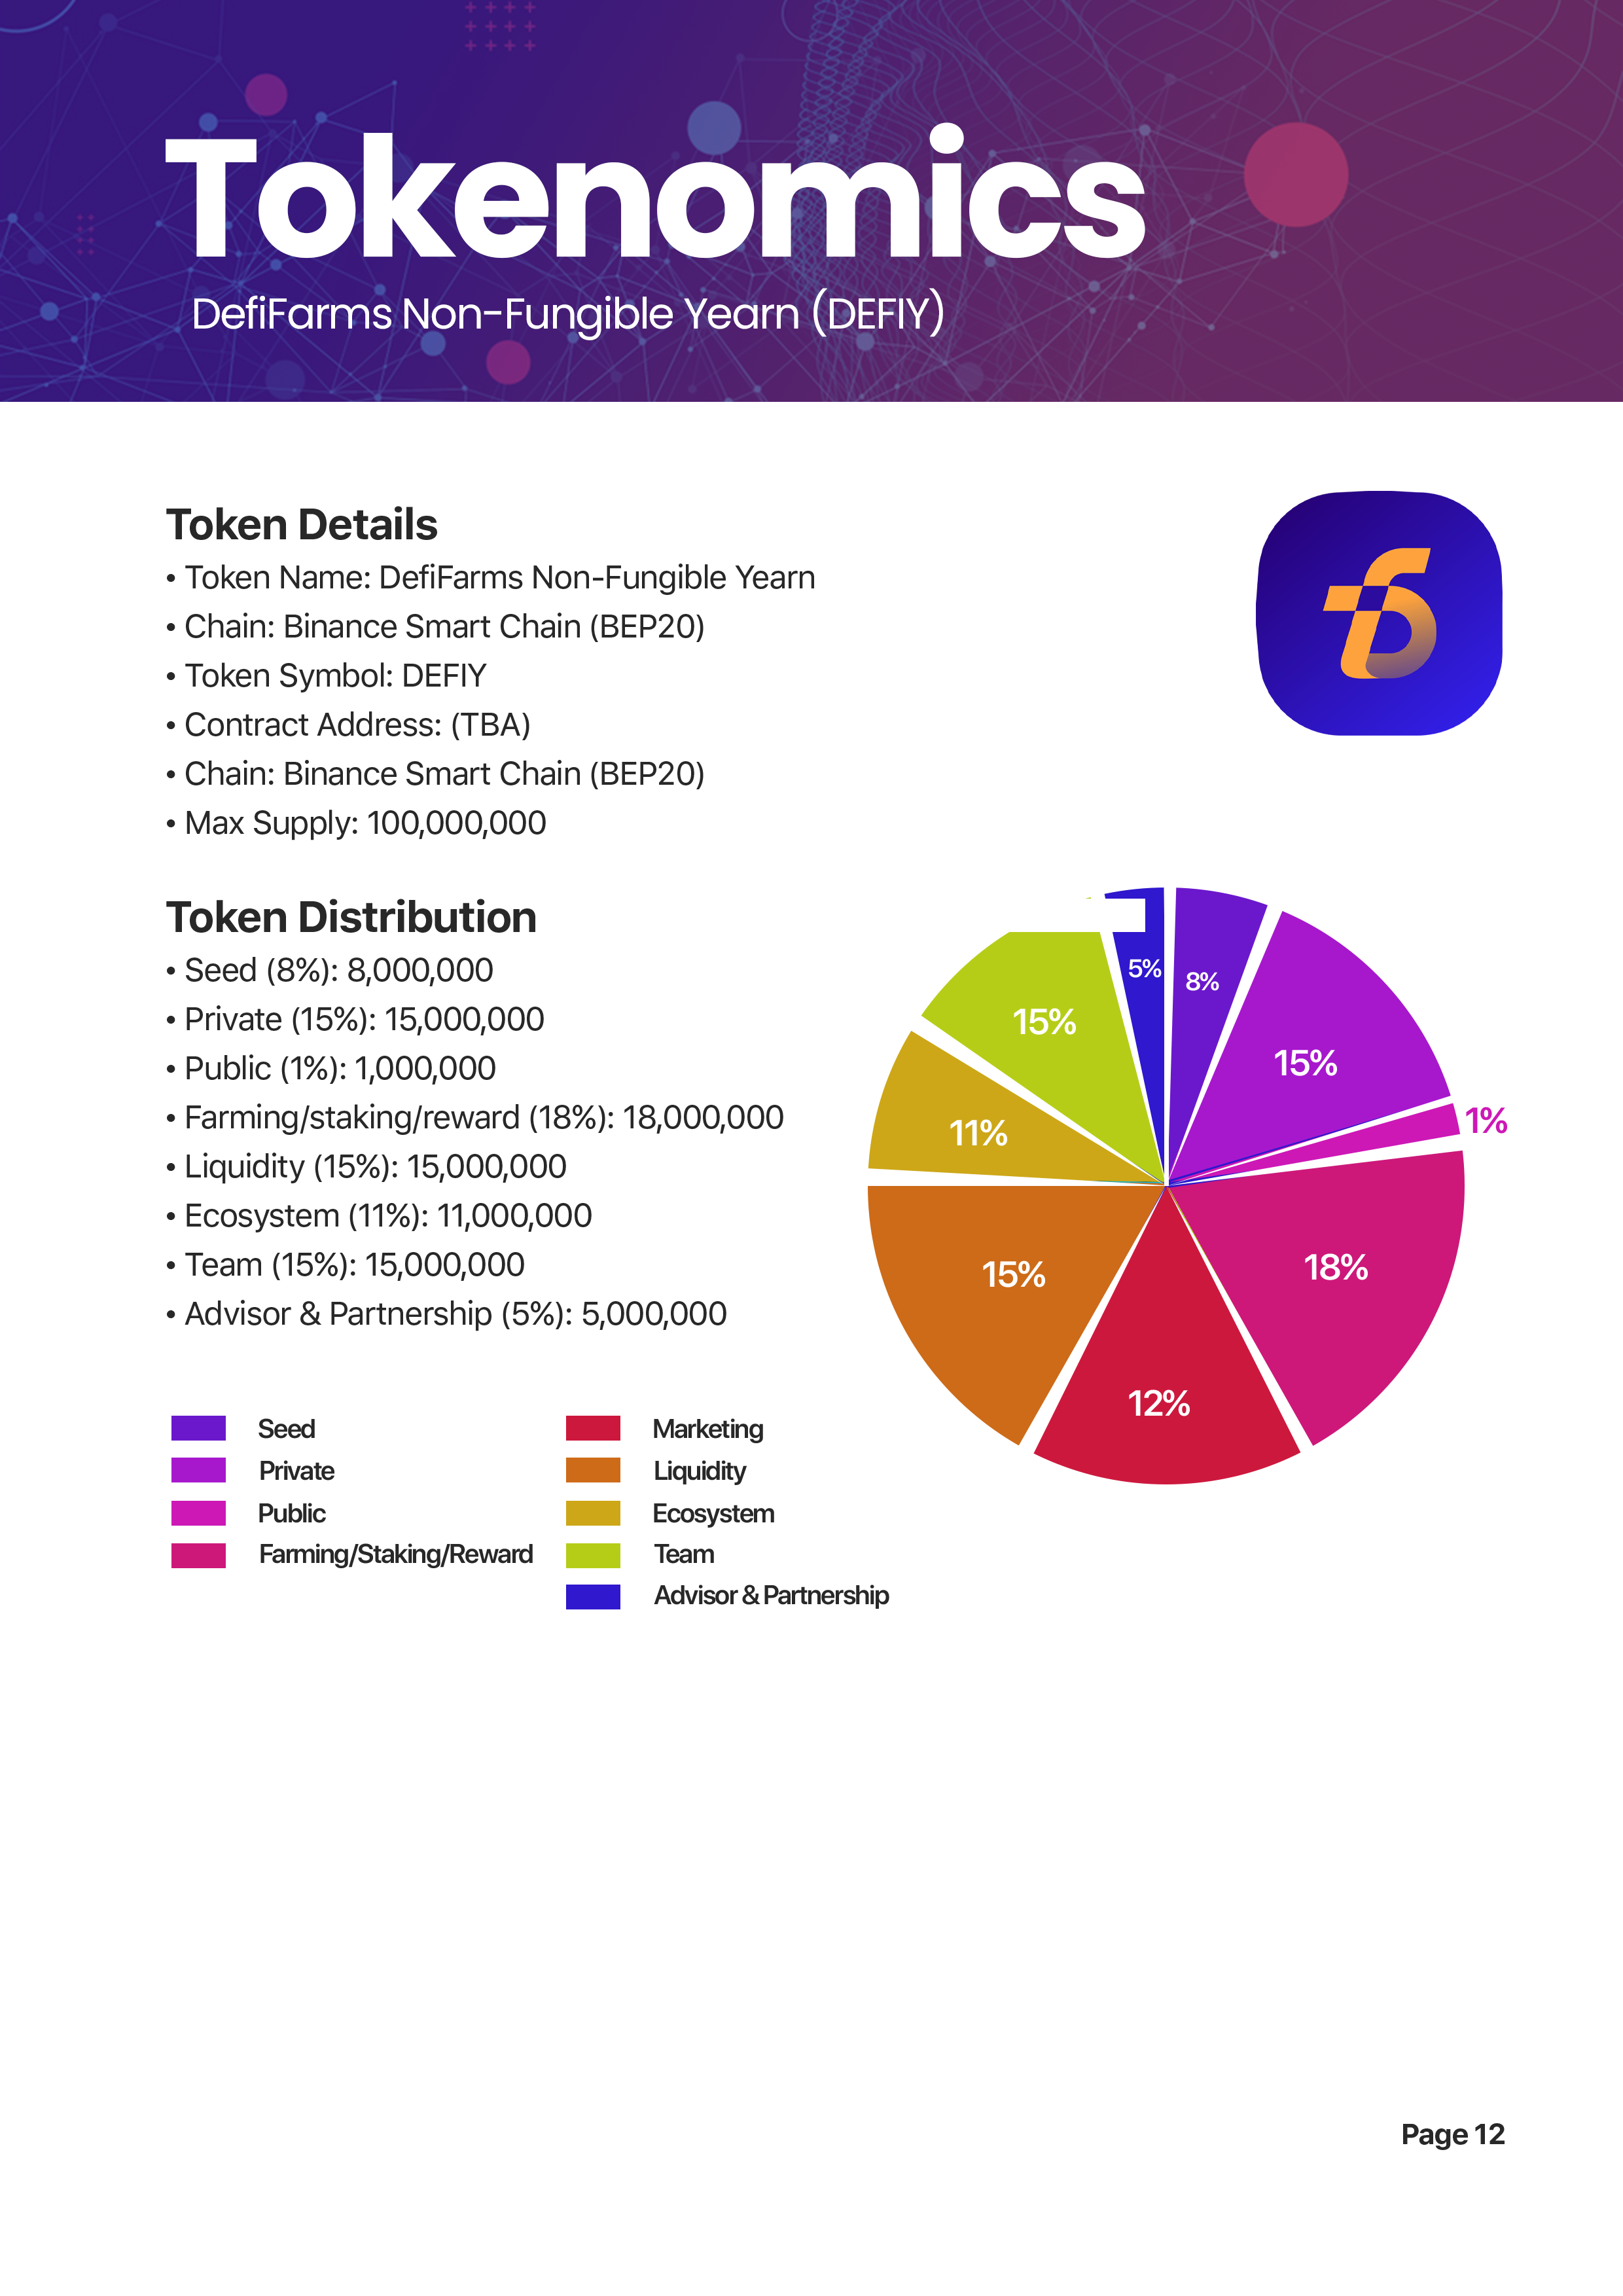 Tokenomics
DefiFarms Non-Fungible Yearn (DEFIY)
Token Details
• Token Name: DefiFarms Non-Fungible Yearn
• Chain: Binance Smart Chain (BEP20)
• Token Symbol: DEFIY
• Contract Address: (TBA)
• Chain: Binance Smart Chain (BEP20)
• Max Supply: 100,000,000
Token Distribution
• Seed (8%): 8,000,000
• Private (15%): 15,000,000
• Public (1%): 1,000,000
• Farming/staking/reward (18%): 18,000,000
• Liquidity (15%): 15,000,000
• Ecosystem (11%): 11,000,000
• Team (15%): 15,000,000
• Advisor & Partnership (5%): 5,000,000
5%
8%
15%
15%
1%
11%
18%
15%
12%
Seed
Private
Public
Farming/Staking/Reward
Marketing
Liquidity
Ecosystem
Team
Advisor & Partnership
Page 12